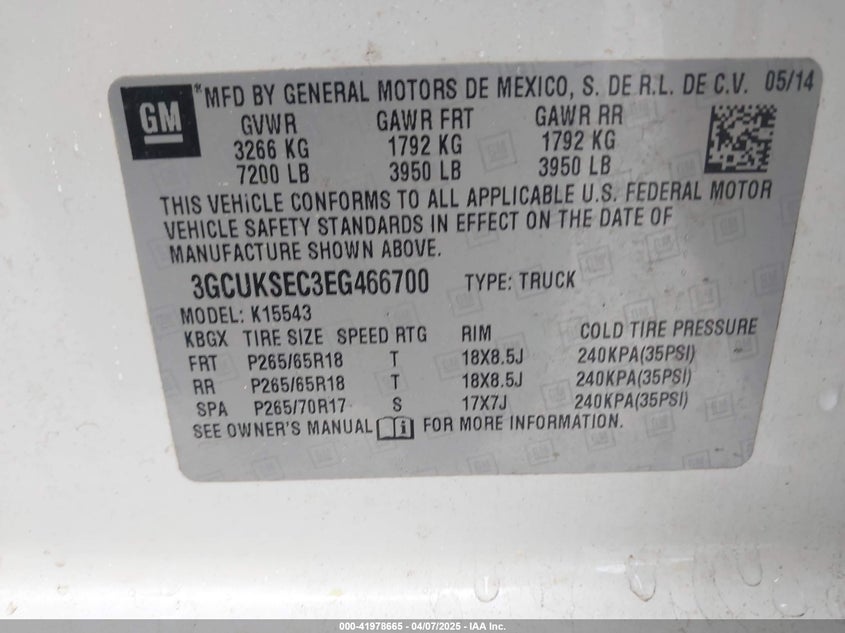 GM *MFD BY GENERAL MOTORS DE MEXICO, S. DE R.L. DE C.V. 05/14
GVWR GAWR FRT GAWR RR
3266 KG 1792 KG 1792 KG
7200 LB 3950 LB 3950 LB
THIS VEHICLE CONFORMS TO ALL APPLICABLE U.S. FEDERAL MOTOR
VEHICLE SAFETY STANDARDS IN EFFECT ON THE DATE OF
MANUFACTURE SHOWN ABOVE.
3GCUKSEC3EG466700 TYPE: TRUCK
MODEL: K15543
KBGX TIRE SIZE SPEED RTG RIM COLD TIRE PRESSURE
FRT P265/65R18 T 18X8.5J 240KPA(35PSI)
RR P265/65R18 T 18X8.5J 240KPA(35PSI)
SPA P265/70R17 S 17X7J 240KPA(35PSI)
SEE OWNER'S MANUAL i FOR MORE INFORMATION.
000-41978665 - 04/07/2025 - IAA Inc.